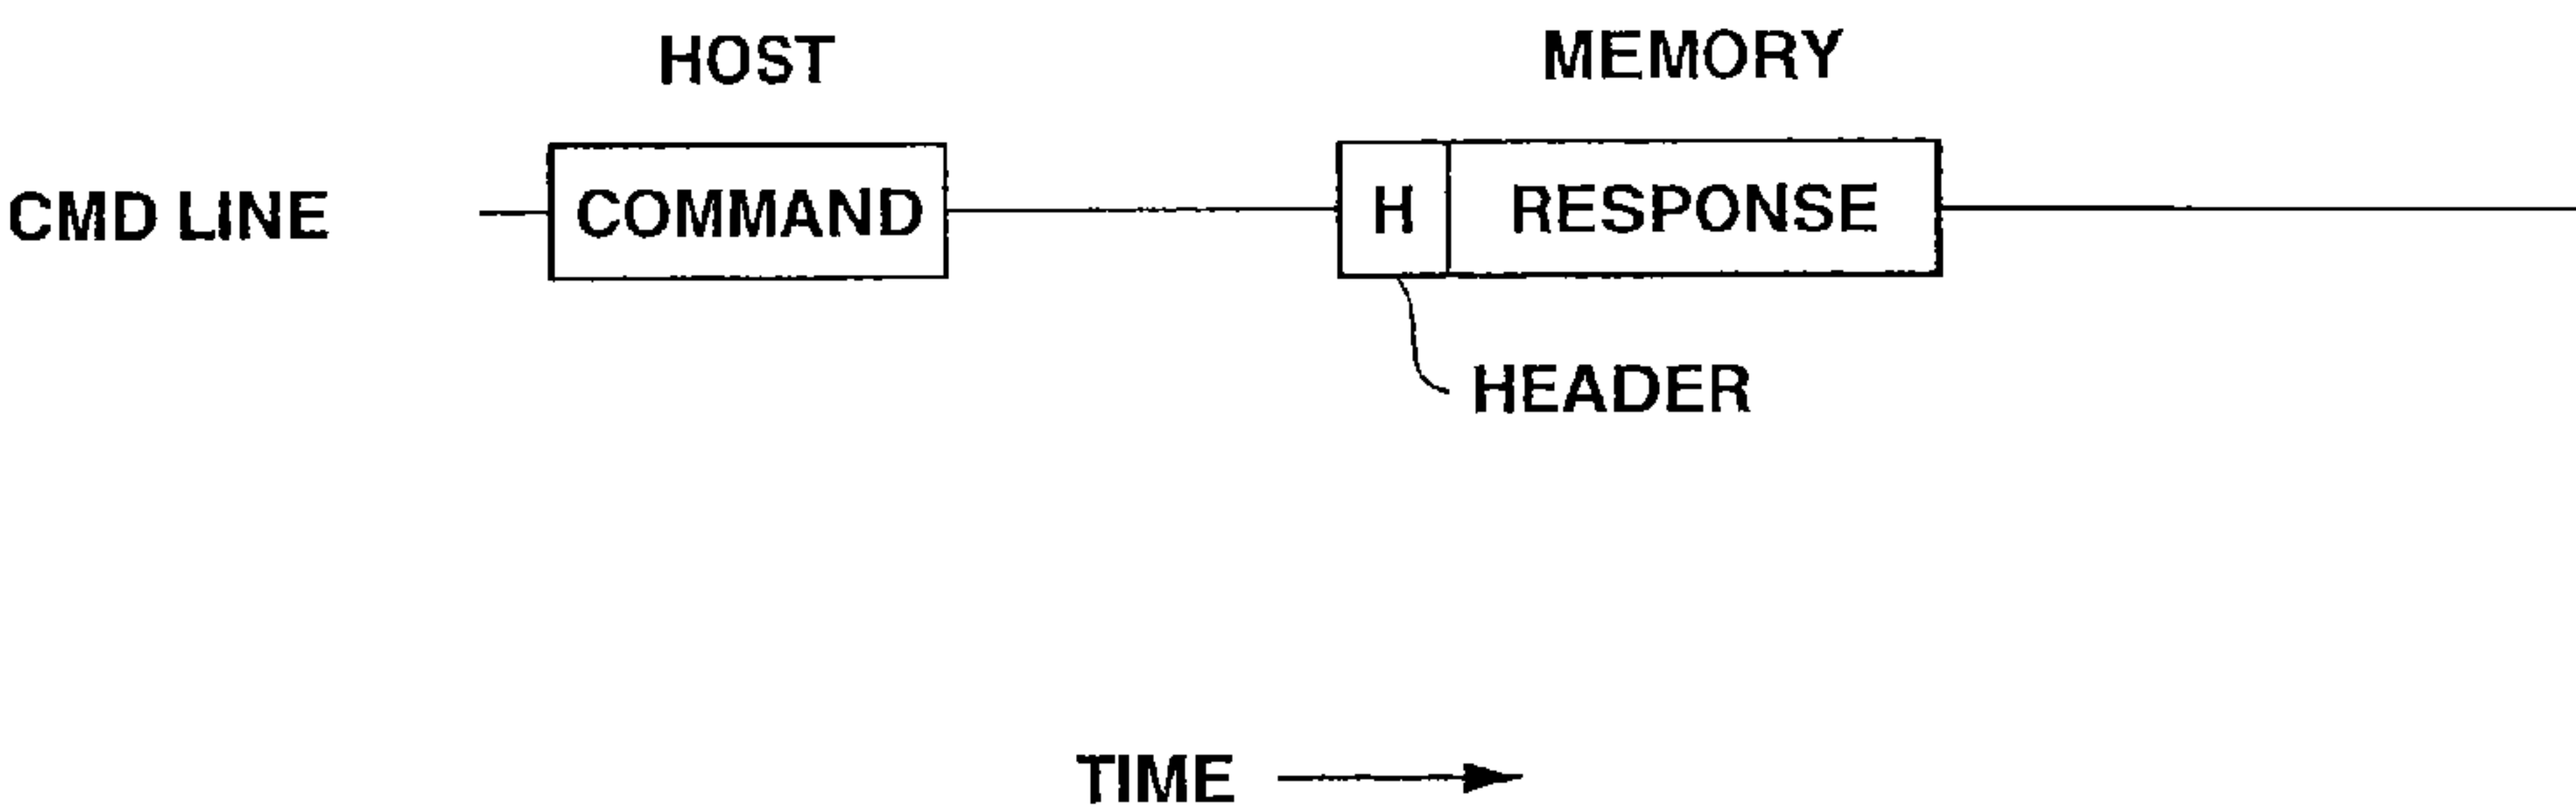 HOST
MEMORY
CMD LINE
COMMAND
H
RESPONSE
HEADER
TIME